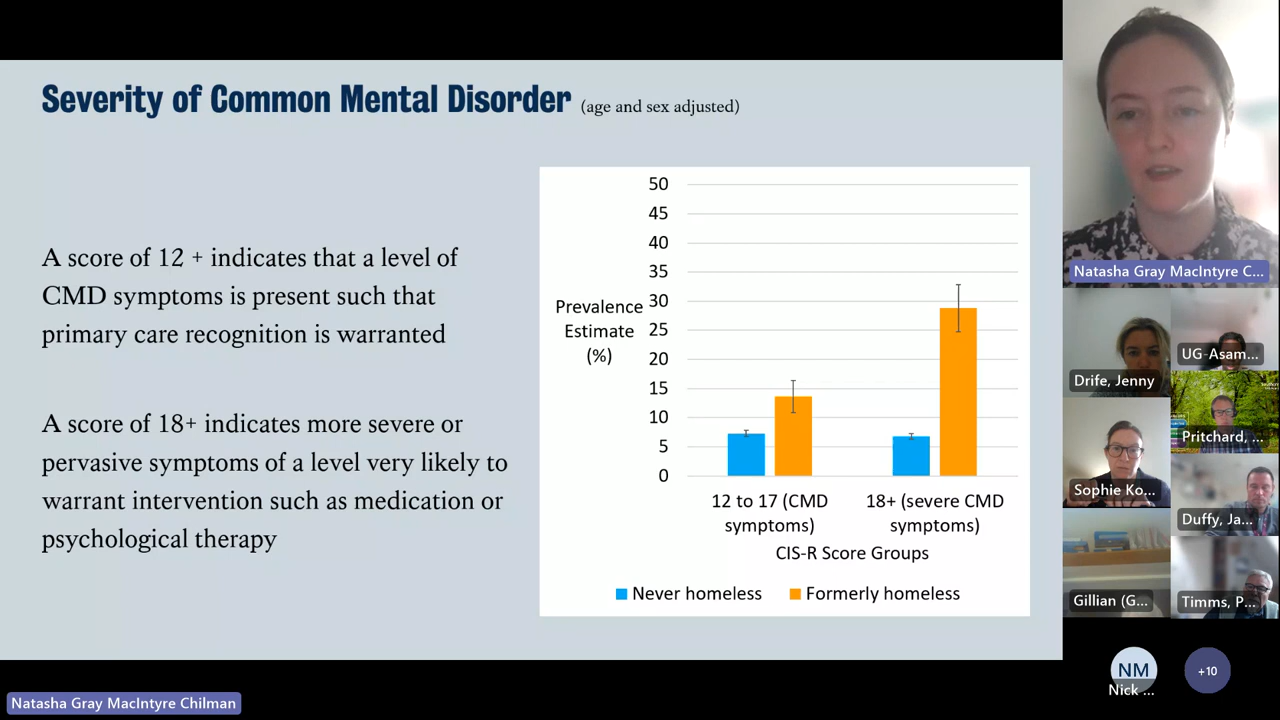 Severity of Common Mental Disorder (age and sex adjusted)
A score of 12 + indicates that a level of
CMD symptoms is present such that
primary care recognition is warranted
A score of 18+ indicates more severe or
pervasive symptoms of a level very likely to
warrant intervention such as medication or
psychological therapy
50
45
40
35
30
25
20
15
10
5
0
Prevalence
Estimate
(%)
12 to 17 (CMD
symptoms)
18+ (severe CMD
symptoms)
CIS-R Score Groups
Never homeless
Formerly homeless
Natasha Gray MacIntyre C...
Drife, Jenny
UG-Asam...
Pritchard, ...
Sophie Ko...
Duffy, Ja...
Gillian (G...
Timms, P...
NM
Nick ...
+10
Natasha Gray MacIntyre Chilman